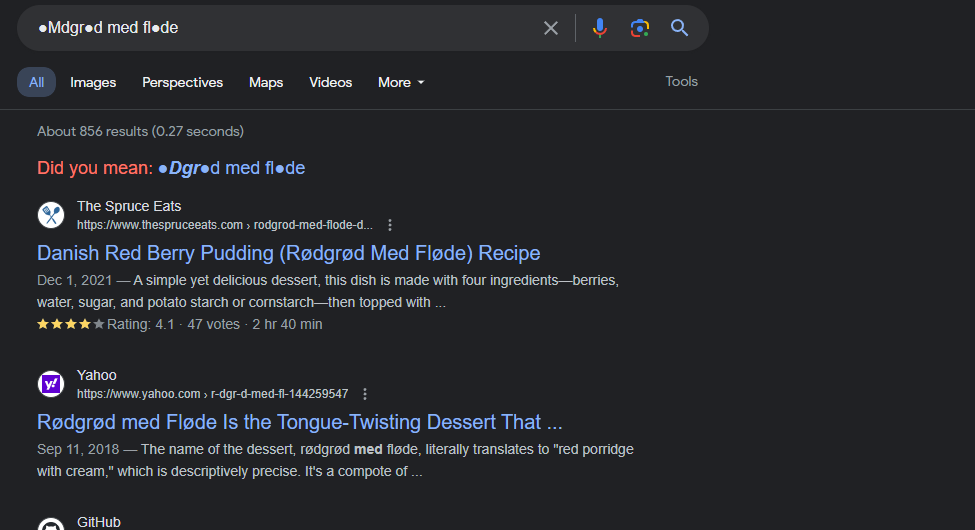 ●Mdgr●d med fl●de
All Images Perspectives Maps Videos More Tools
About 856 results (0.27 seconds)
Did you mean: ●Dgr●d med fl●de
The Spruce Eats
https://www.thespruceeats.com › rodgrod-med-flode-d...
Danish Red Berry Pudding (Rødgrød Med Fløde) Recipe
Dec 1, 2021 — A simple yet delicious dessert, this dish is made with four ingredients—berries,
water, sugar, and potato starch or cornstarch—then topped with ...
Rating: 4.1 · 47 votes · 2 hr 40 min
Yahoo
y!
https://www.yahoo.com › r-dgr-d-med-fl-144259547
Rødgrød med Fløde Is the Tongue-Twisting Dessert That ...
Sep 11, 2018 — The name of the dessert, rødgrød med fløde, literally translates to "red porridge
with cream," which is descriptively precise. It's a compote of ...
GitHub